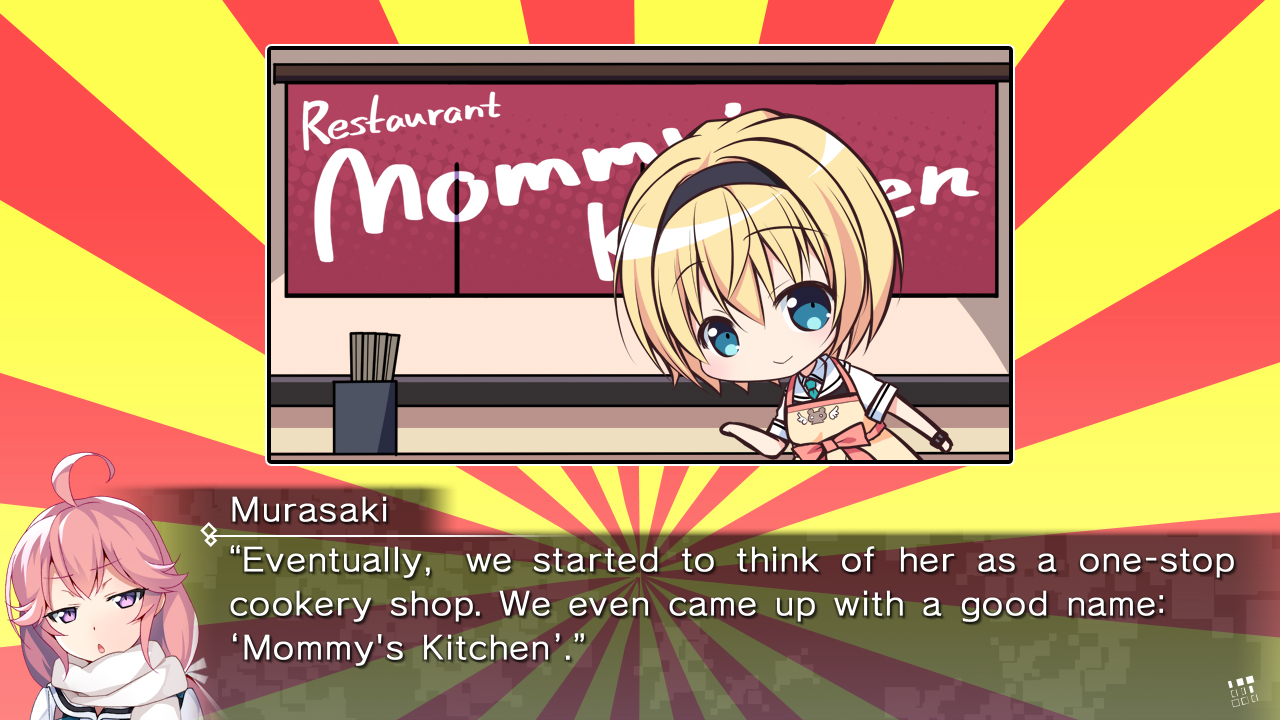 Restaurant
Mommy
Murasaki
“Eventually, we started to think of her as a one-stop
cookery shop. We even came up with a good name:
‘Mommy's Kitchen’.”